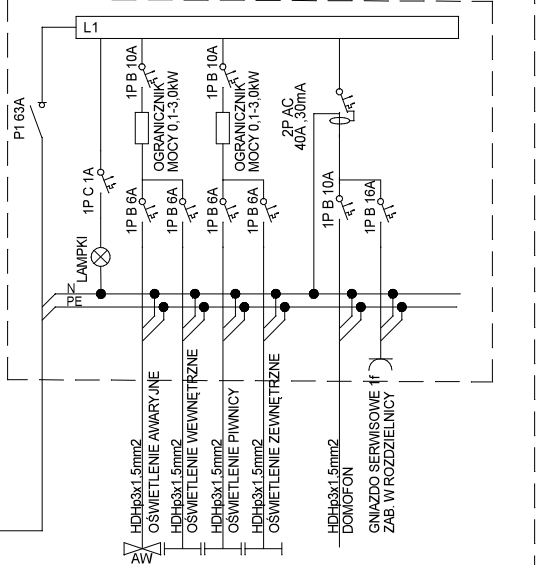 L1
P1 63A
1P C 1A
LAMPKI
1P B 10A
OGRANICZNIK
MOCY 0,1-3,0kW
1P B 10A
OGRANICZNIK
MOCY 0,1-3,0kW
2P AC
40A ,30mA
1P B 6A
1P B 6A
1P B 6A
1P B 6A
1P B 10A
1P B 16A
N
PE
HDHp3x1,5mm2
OŚWIETLENIE AWARYJNE
HDHp3x1,5mm2
OŚWIETLENIE WEWNĘTRZNE
HDHp3x1,5mm2
OŚWIETLENIE PIWNICY
HDHp3x1,5mm2
OŚWIETLENIE ZEWNĘTRZNE
HDHp3x1,5mm2
DOMOFON
GNIAZDO SERWISOWE 1f
ZAB. W ROZDZIELNICY
AW